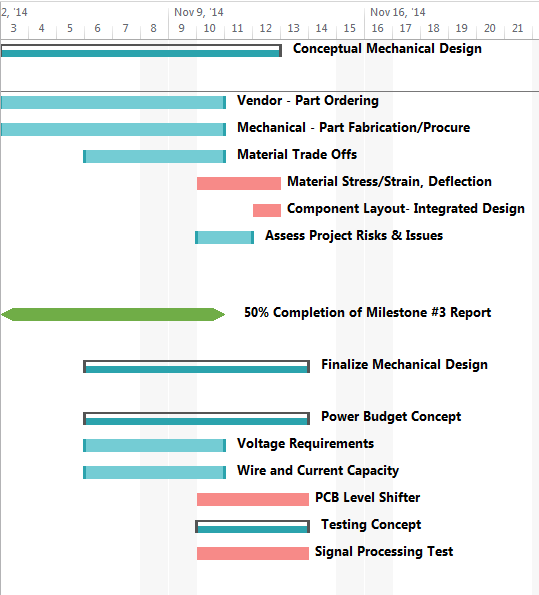 2, '14 Nov 9, '14 Nov 16, '14
3 4 5 6 7 8 9 10 11 12 13 14 15 16 17 18 19 20 21
Conceptual Mechanical Design
Vendor - Part Ordering
Mechanical - Part Fabrication/Procure
Material Trade Offs
Material Stress/Strain, Deflection
Component Layout- Integrated Design
Assess Project Risks & Issues
50% Completion of Milestone #3 Report
Finalize Mechanical Design
Power Budget Concept
Voltage Requirements
Wire and Current Capacity
PCB Level Shifter
Testing Concept
Signal Processing Test